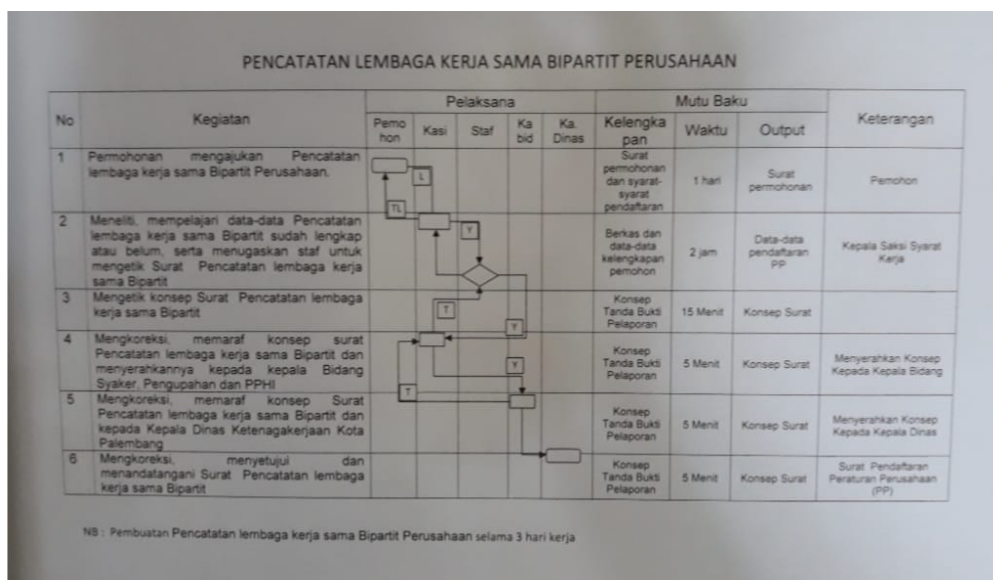 PENCATATAN LEMBAGA KERJA SAMA BIPARTIT PERUSAHAAN
No
Kegiatan
Pelaksana
Mutu Baku
Keterangan
Pemo
hon
Kasi
Staf
Ka
bid
Ka.
Dinas
Kelengka
pan
Waktu
Output
1
Permohonan mengajukan Pencatatan
lembaga kerja sama Bipartit Perusahaan.
L
TL
Surat
permohonan
dan syarat-
syarat
pendaftaran
1 hari
Surat
permohonan
Pemohon
2
Meneliti, mempelajari data-data Pencatatan
lembaga kerja sama Bipartit sudah lengkap
atau belum, serta menugaskan staf untuk
mengetik Surat Pencatatan lembaga kerja
sama Bipartit
Y
Berkas dan
data-data
kelengkapan
pemohon
2 jam
Data-data
pendaftaran
PP
Kepala Saksi Syarat
Kerja
3
Mengetik konsep Surat Pencatatan lembaga
kerja sama Bipartit
T
Y
Konsep
Tanda Bukti
Pelaporan
15 Menit
Konsep Surat
4
Mengkoreksi, memaraf konsep surat
Pencatatan lembaga kerja sama Bipartit dan
menyerahkannya kepada kepala Bidang
Syaker, Pengupahan dan PPHI
Y
T
Konsep
Tanda Bukti
Pelaporan
5 Menit
Konsep Surat
Menyerahkan Konsep
Kepada Kepala Bidang
5
Mengkoreksi, memaraf konsep Surat
Pencatatan lembaga kerja sama Bipartit dan
kepada Kepala Dinas Ketenagakerjaan Kota
Palembang
Konsep
Tanda Bukti
Pelaporan
5 Menit
Konsep Surat
Menyerahkan Konsep
Kepada Kepala Dinas
6
Mengkoreksi, menyetujui dan
menandatangani Surat Pencatatan lembaga
kerja sama Bipartit
Konsep
Tanda Bukti
Pelaporan
5 Menit
Konsep Surat
Surat Pendaftaran
Peraturan Perusahaan
(PP)
NB : Pembuatan Pencatatan lembaga kerja sama Bipartit Perusahaan selama 3 hari kerja